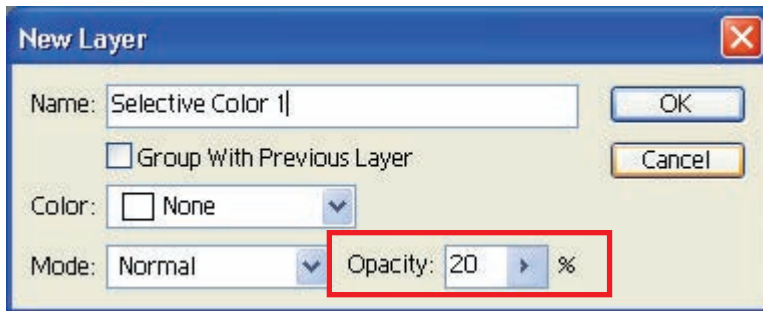 New Layer
Name: Selective Color 1 OK
Group With Previous Layer Cancel
Color: None
Mode: Normal Opacity: 20 %